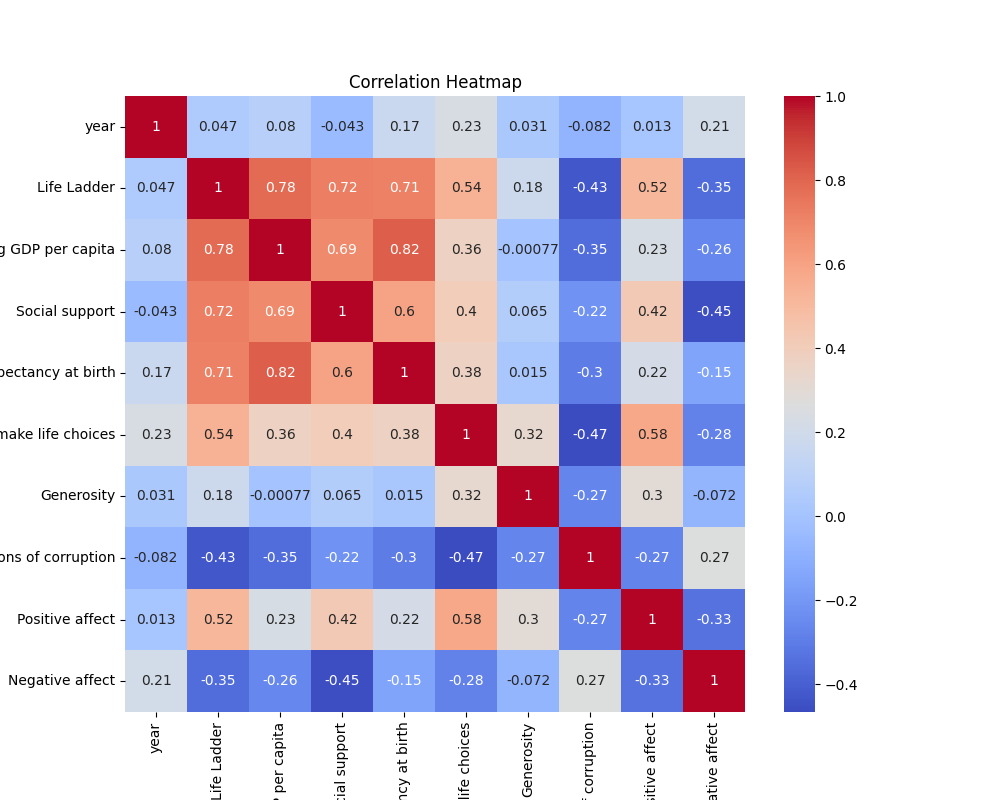 Correlation Heatmap
year 1 0.047 0.08 -0.043 0.17 0.23 0.031 -0.082 0.013 0.21
Life Ladder 0.047 1 0.78 0.72 0.71 0.54 0.18 -0.43 0.52 -0.35
g GDP per capita 0.08 0.78 1 0.69 0.82 0.36 -0.00077 -0.35 0.23 -0.26
Social support -0.043 0.72 0.69 1 0.6 0.4 0.065 -0.22 0.42 -0.45
pectancy at birth 0.17 0.71 0.82 0.6 1 0.38 0.015 -0.3 0.22 -0.15
make life choices 0.23 0.54 0.36 0.4 0.38 1 0.32 -0.47 0.58 -0.28
Generosity 0.031 0.18 -0.00077 0.065 0.015 0.32 1 -0.27 0.3 -0.072
ons of corruption -0.082 -0.43 -0.35 -0.22 -0.3 -0.47 -0.27 1 -0.27 0.27
Positive affect 0.013 0.52 0.23 0.42 0.22 0.58 0.3 -0.27 1 -0.33
Negative affect 0.21 -0.35 -0.26 -0.45 -0.15 -0.28 -0.072 0.27 -0.33 1
year
Life Ladder
P per capita
cial support
ncy at birth
life choices
Generosity
f corruption
sitive affect
ative affect
1.0
0.8
0.6
0.4
0.2
0.0
−0.2
−0.4